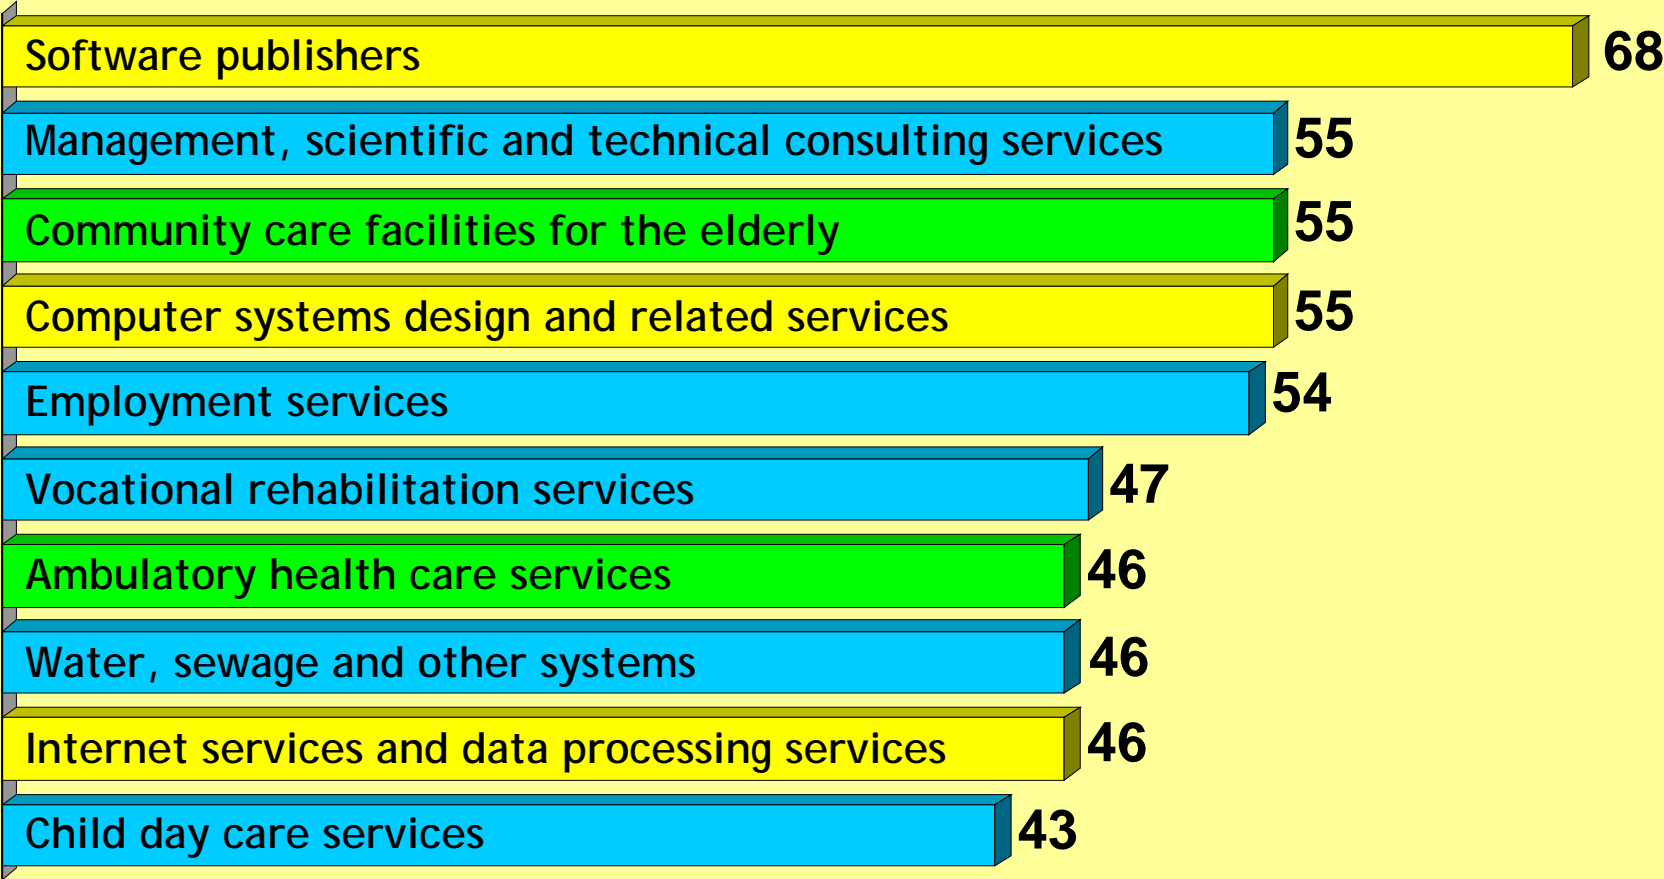 Software publishers 68
Management, scientific and technical consulting services 55
Community care facilities for the elderly 55
Computer systems design and related services 55
Employment services 54
Vocational rehabilitation services 47
Ambulatory health care services 46
Water, sewage and other systems 46
Internet services and data processing services 46
Child day care services 43